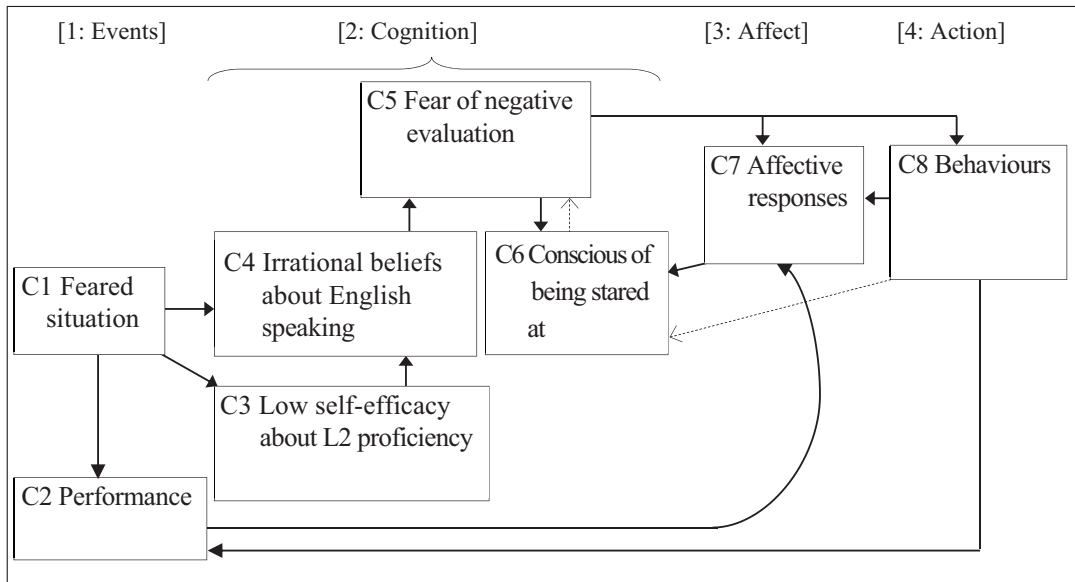 [1: Events]
[2: Cognition]
[3: Affect]
[4: Action]
C5 Fear of negative
evaluation
C7 Affective
responses
C8 Behaviours
C4 Irrational beliefs
about English
speaking
C6 Conscious of
being stared
at
C1 Feared
situation
C3 Low self-efficacy
about L2 proficiency
C2 Performance